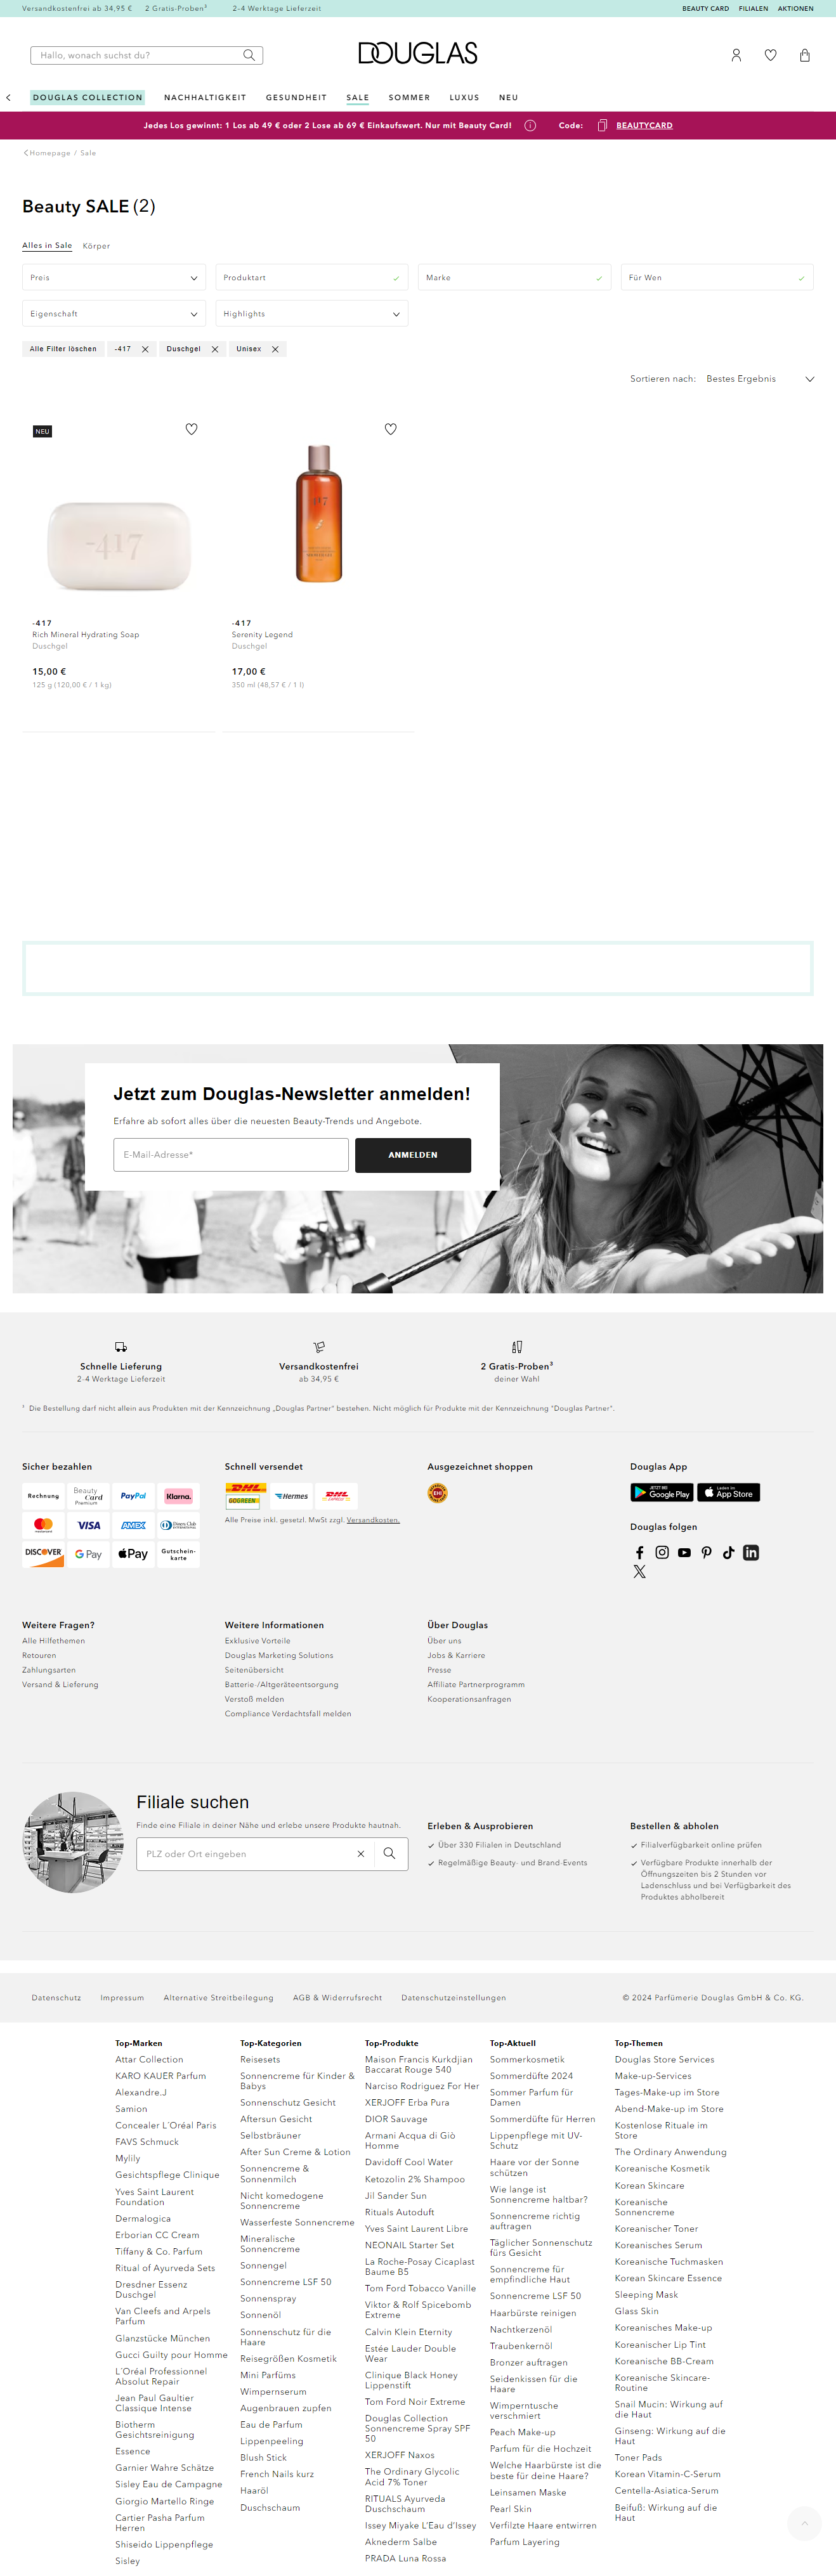 Versandkostenfrei ab 34,95 € 2 Gratis-Proben³ 2-4 Werktage Lieferzeit BEAUTY CARD FILIALEN AKTIONEN
Hallo, wonach suchst du? DOUGLAS
DOUGLAS COLLECTION NACHHALTIGKEIT GESUNDHEIT SALE SOMMER LUXUS NEU
Jedes Los gewinnt: 1 Los ab 49 € oder 2 Lose ab 69 € Einkaufswert. Nur mit Beauty Card! Code: BEAUTYCARD
Homepage / Sale
Beauty SALE (2)
Alles in Sale Körper
Preis Produktart Marke Für Wen
Eigenschaft Highlights
Alle Filter löschen -417 Duschgel Unisex
Sortieren nach: Bestes Ergebnis
NEU
-417
-417
-417
Rich Mineral Hydrating Soap
Duschgel
15,00 €
125 g (120,00 € / 1 kg)
-417
Serenity Legend
Duschgel
17,00 €
350 ml (48,57 € / 1 l)
Jetzt zum Douglas-Newsletter anmelden!
Erfahre ab sofort alles über die neuesten Beauty-Trends und Angebote.
E-Mail-Adresse* ANMELDEN
Schnelle Lieferung
2-4 Werktage Lieferzeit
Versandkostenfrei
ab 34,95 €
2 Gratis-Proben³
deiner Wahl
³ Die Bestellung darf nicht allein aus Produkten mit der Kennzeichnung „Douglas Partner" bestehen. Nicht möglich für Produkte mit der Kennzeichnung "Douglas Partner".
Sicher bezahlen
Rechnung Beauty Card Premium PayPal Klarna.
VISA AMEX Diners Club INTERNATIONAL
DISCOVER G Pay Pay Gutschein-karte
Schnell versendet
DHL GOGREEN Hermes DHL EXPRESS
Alle Preise inkl. gesetzl. MwSt zzgl. Versandkosten.
Ausgezeichnet shoppen
EHI
Douglas App
JETZT BEI Google Play Laden im App Store
Douglas folgen
Weitere Fragen?
Alle Hilfethemen
Retouren
Zahlungsarten
Versand & Lieferung
Weitere Informationen
Exklusive Vorteile
Douglas Marketing Solutions
Seitenübersicht
Batterie-/Altgeräteentsorgung
Verstoß melden
Compliance Verdachtsfall melden
Über Douglas
Über uns
Jobs & Karriere
Presse
Affiliate Partnerprogramm
Kooperationsanfragen
Filiale suchen
Finde eine Filiale in deiner Nähe und erlebe unsere Produkte hautnah.
PLZ oder Ort eingeben
Erleben & Ausprobieren
Über 330 Filialen in Deutschland
Regelmäßige Beauty- und Brand-Events
Bestellen & abholen
Filialverfügbarkeit online prüfen
Verfügbare Produkte innerhalb der
Öffnungszeiten bis 2 Stunden vor
Ladenschluss und bei Verfügbarkeit des
Produktes abholbereit
Datenschutz Impressum Alternative Streitbeilegung AGB & Widerrufsrecht Datenschutzeinstellungen © 2024 Parfümerie Douglas GmbH & Co. KG.
Top-Marken
Attar Collection
KARO KAUER Parfum
Alexandre.J
Samion
Concealer L´Oréal Paris
FAVS Schmuck
Mylily
Gesichtspflege Clinique
Yves Saint Laurent
Foundation
Dermalogica
Erborian CC Cream
Tiffany & Co. Parfum
Ritual of Ayurveda Sets
Dresdner Essenz
Duschgel
Van Cleefs and Arpels
Parfum
Glanzstücke München
Gucci Guilty pour Homme
L´Oréal Professionnel
Absolut Repair
Jean Paul Gaultier
Classique Intense
Biotherm
Gesichtsreinigung
Essence
Garnier Wahre Schätze
Sisley Eau de Campagne
Giorgio Martello Ringe
Cartier Pasha Parfum
Herren
Shiseido Lippenpflege
Sisley
Top-Kategorien
Reisesets
Sonnencreme für Kinder &
Babys
Sonnenschutz Gesicht
Aftersun Gesicht
Selbstbräuner
After Sun Creme & Lotion
Sonnencreme &
Sonnenmilch
Nicht komedogene
Sonnencreme
Wasserfeste Sonnencreme
Mineralische
Sonnencreme
Sonnengel
Sonnencreme LSF 50
Sonnenspray
Sonnenöl
Sonnenschutz für die
Haare
Reisegrößen Kosmetik
Mini Parfüms
Wimpernserum
Augenbrauen zupfen
Eau de Parfum
Lippenpeeling
Blush Stick
French Nails kurz
Haaröl
Duschschaum
Top-Produkte
Maison Francis Kurkdjian
Baccarat Rouge 540
Narciso Rodriguez For Her
XERJOFF Erba Pura
DIOR Sauvage
Armani Acqua di Giò
Homme
Davidoff Cool Water
Ketozolin 2% Shampoo
Jil Sander Sun
Rituals Autoduft
Yves Saint Laurent Libre
NEONAIL Starter Set
La Roche-Posay Cicaplast
Baume B5
Tom Ford Tobacco Vanille
Viktor & Rolf Spicebomb
Extreme
Calvin Klein Eternity
Estée Lauder Double
Wear
Clinique Black Honey
Lippenstift
Tom Ford Noir Extreme
Douglas Collection
Sonnencreme Spray SPF
50
XERJOFF Naxos
The Ordinary Glycolic
Acid 7% Toner
RITUALS Ayurveda
Duschschaum
Issey Miyake L'Eau d'Issey
Aknederm Salbe
PRADA Luna Rossa
Top-Aktuell
Sommerkosmetik
Sommerdüfte 2024
Sommer Parfum für
Damen
Sommerdüfte für Herren
Lippenpflege mit UV-
Schutz
Haare vor der Sonne
schützen
Wie lange ist
Sonnencreme haltbar?
Sonnencreme richtig
auftragen
Täglicher Sonnenschutz
fürs Gesicht
Sonnencreme für
empfindliche Haut
Sonnencreme LSF 50
Haarbürste reinigen
Nachtkerzenöl
Traubenkernöl
Bronzer auftragen
Seidenkissen für die
Haare
Wimperntusche
verschmiert
Peach Make-up
Parfum für die Hochzeit
Welche Haarbürste ist die
beste für deine Haare?
Leinsamen Maske
Pearl Skin
Verfilzte Haare entwirren
Parfum Layering
Top-Themen
Douglas Store Services
Make-up-Services
Tages-Make-up im Store
Abend-Make-up im Store
Kostenlose Rituale im
Store
The Ordinary Anwendung
Koreanische Kosmetik
Korean Skincare
Koreanische
Sonnencreme
Koreanischer Toner
Koreanisches Serum
Koreanische Tuchmasken
Korean Skincare Essence
Sleeping Mask
Glass Skin
Koreanisches Make-up
Koreanischer Lip Tint
Koreanische BB-Cream
Koreanische Skincare-
Routine
Snail Mucin: Wirkung auf
die Haut
Ginseng: Wirkung auf die
Haut
Toner Pads
Korean Vitamin-C-Serum
Centella-Asiatica-Serum
Beifuß: Wirkung auf die
Haut